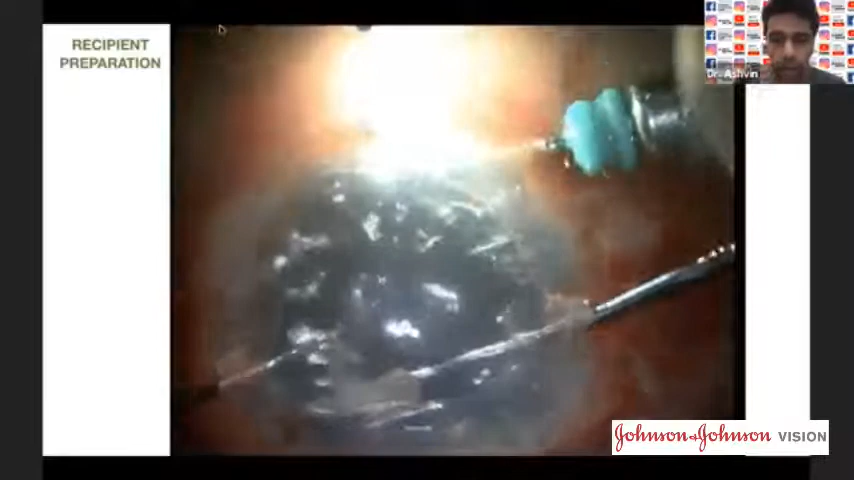 RECIPIENT
PREPARATION
Dr. Ashvin
Johnson+Johnson VISION